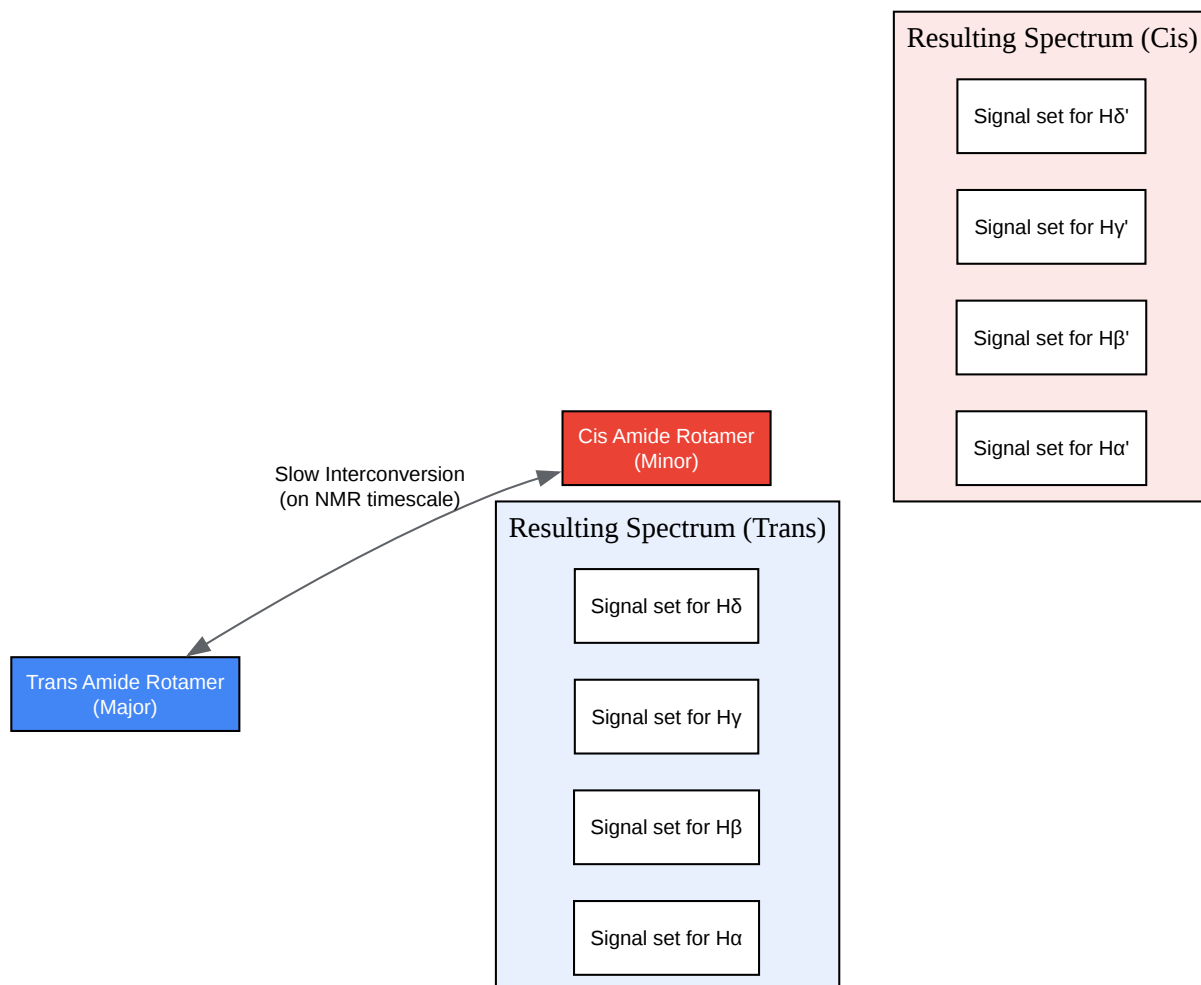 Resulting Spectrum (Cis)
Signal set for Hδ'
Signal set for Hγ'
Signal set for Hβ'
Signal set for Hα'
Cis Amide Rotamer
(Minor)
Slow Interconversion
(on NMR timescale)
Resulting Spectrum (Trans)
Signal set for Hδ
Signal set for Hγ
Signal set for Hβ
Signal set for Hα
Trans Amide Rotamer
(Major)